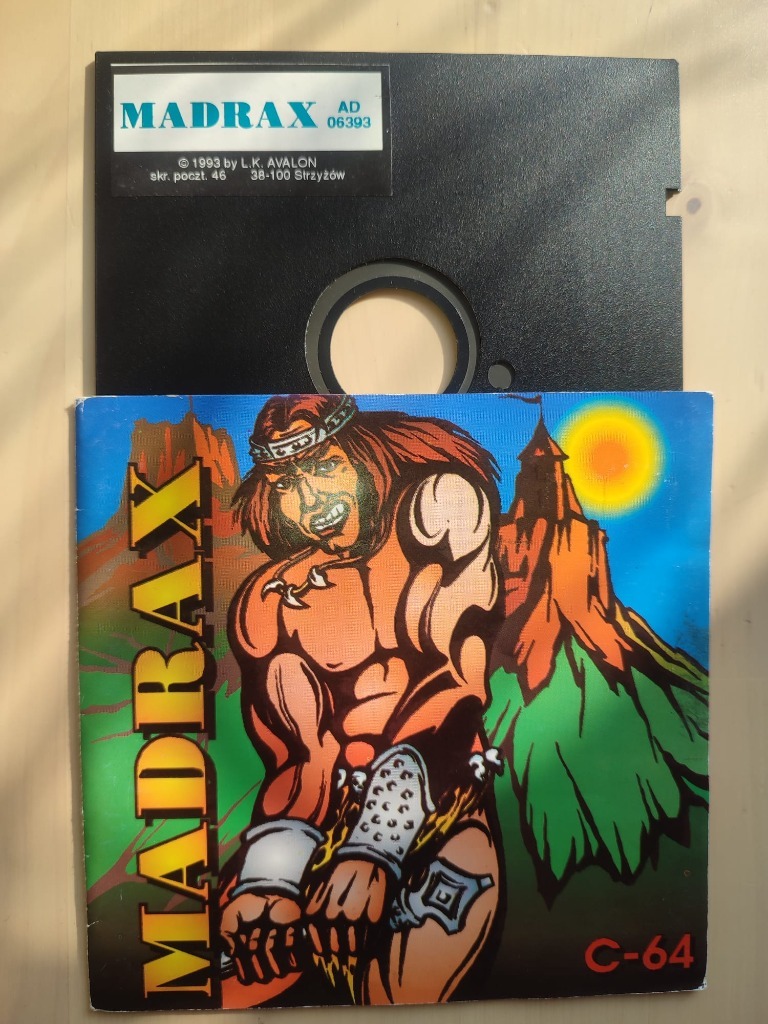 MADRAX AD
06393
© 1993 by L.K. AVALON
skr. poczt. 46 38-100 Strzyżów
MADRAX
C-64